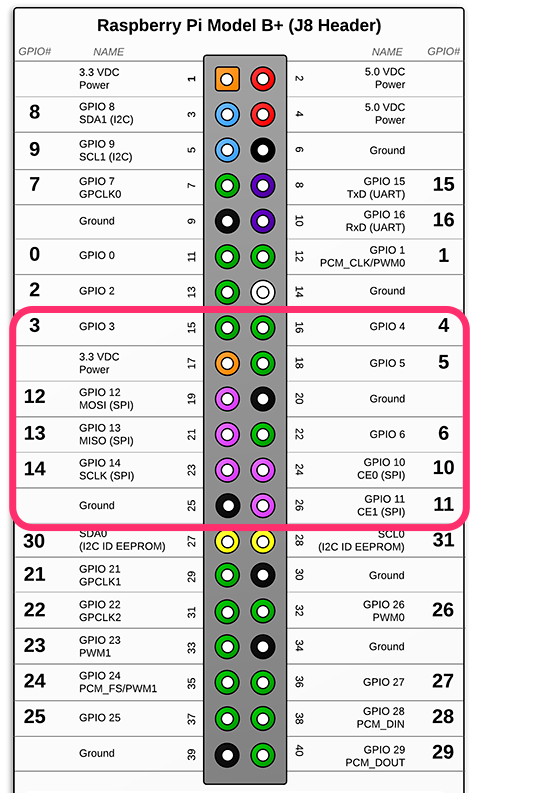 Raspberry Pi Model B+ (J8 Header)
GPIO# NAME NAME GPIO#
3.3 VDC Power 1 2 5.0 VDC Power
8 GPIO 8 SDA1 (I2C) 3 4 5.0 VDC Power
9 GPIO 9 SCL1 (I2C) 5 6 Ground
7 GPIO 7 GPCLK0 7 8 GPIO 15 TxD (UART) 15
Ground 9 10 GPIO 16 RxD (UART) 16
0 GPIO 0 11 12 GPIO 1 PCM_CLK/PWM0 1
2 GPIO 2 13 14 Ground
3 GPIO 3 15 16 GPIO 4 4
3.3 VDC Power 17 18 GPIO 5 5
12 GPIO 12 MOSI (SPI) 19 20 Ground
13 GPIO 13 MISO (SPI) 21 22 GPIO 6 6
14 GPIO 14 SCLK (SPI) 23 24 GPIO 10 CE0 (SPI) 10
Ground 25 26 GPIO 11 CE1 (SPI) 11
30 SDA0 (I2C ID EEPROM) 27 28 SCL0 (I2C ID EEPROM) 31
21 GPIO 21 GPCLK1 29 30 Ground
22 GPIO 22 GPCLK2 31 32 GPIO 26 PWM0 26
23 GPIO 23 PWM1 33 34 Ground
24 GPIO 24 PCM_FS/PWM1 35 36 GPIO 27 27
25 GPIO 25 37 38 GPIO 28 PCM_DIN 28
Ground 39 40 GPIO 29 PCM_DOUT 29